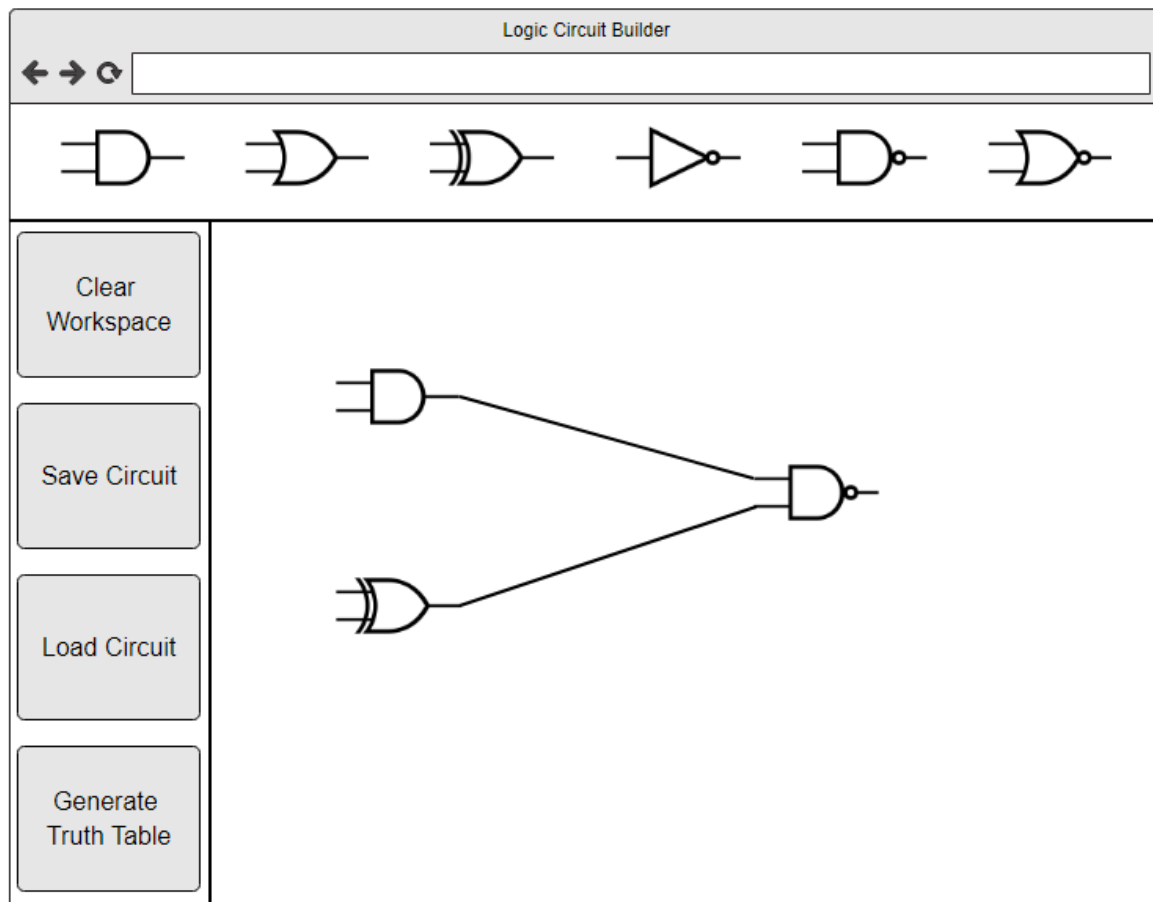 Logic Circuit Builder
Clear
Workspace
Save Circuit
Load Circuit
Generate
Truth Table